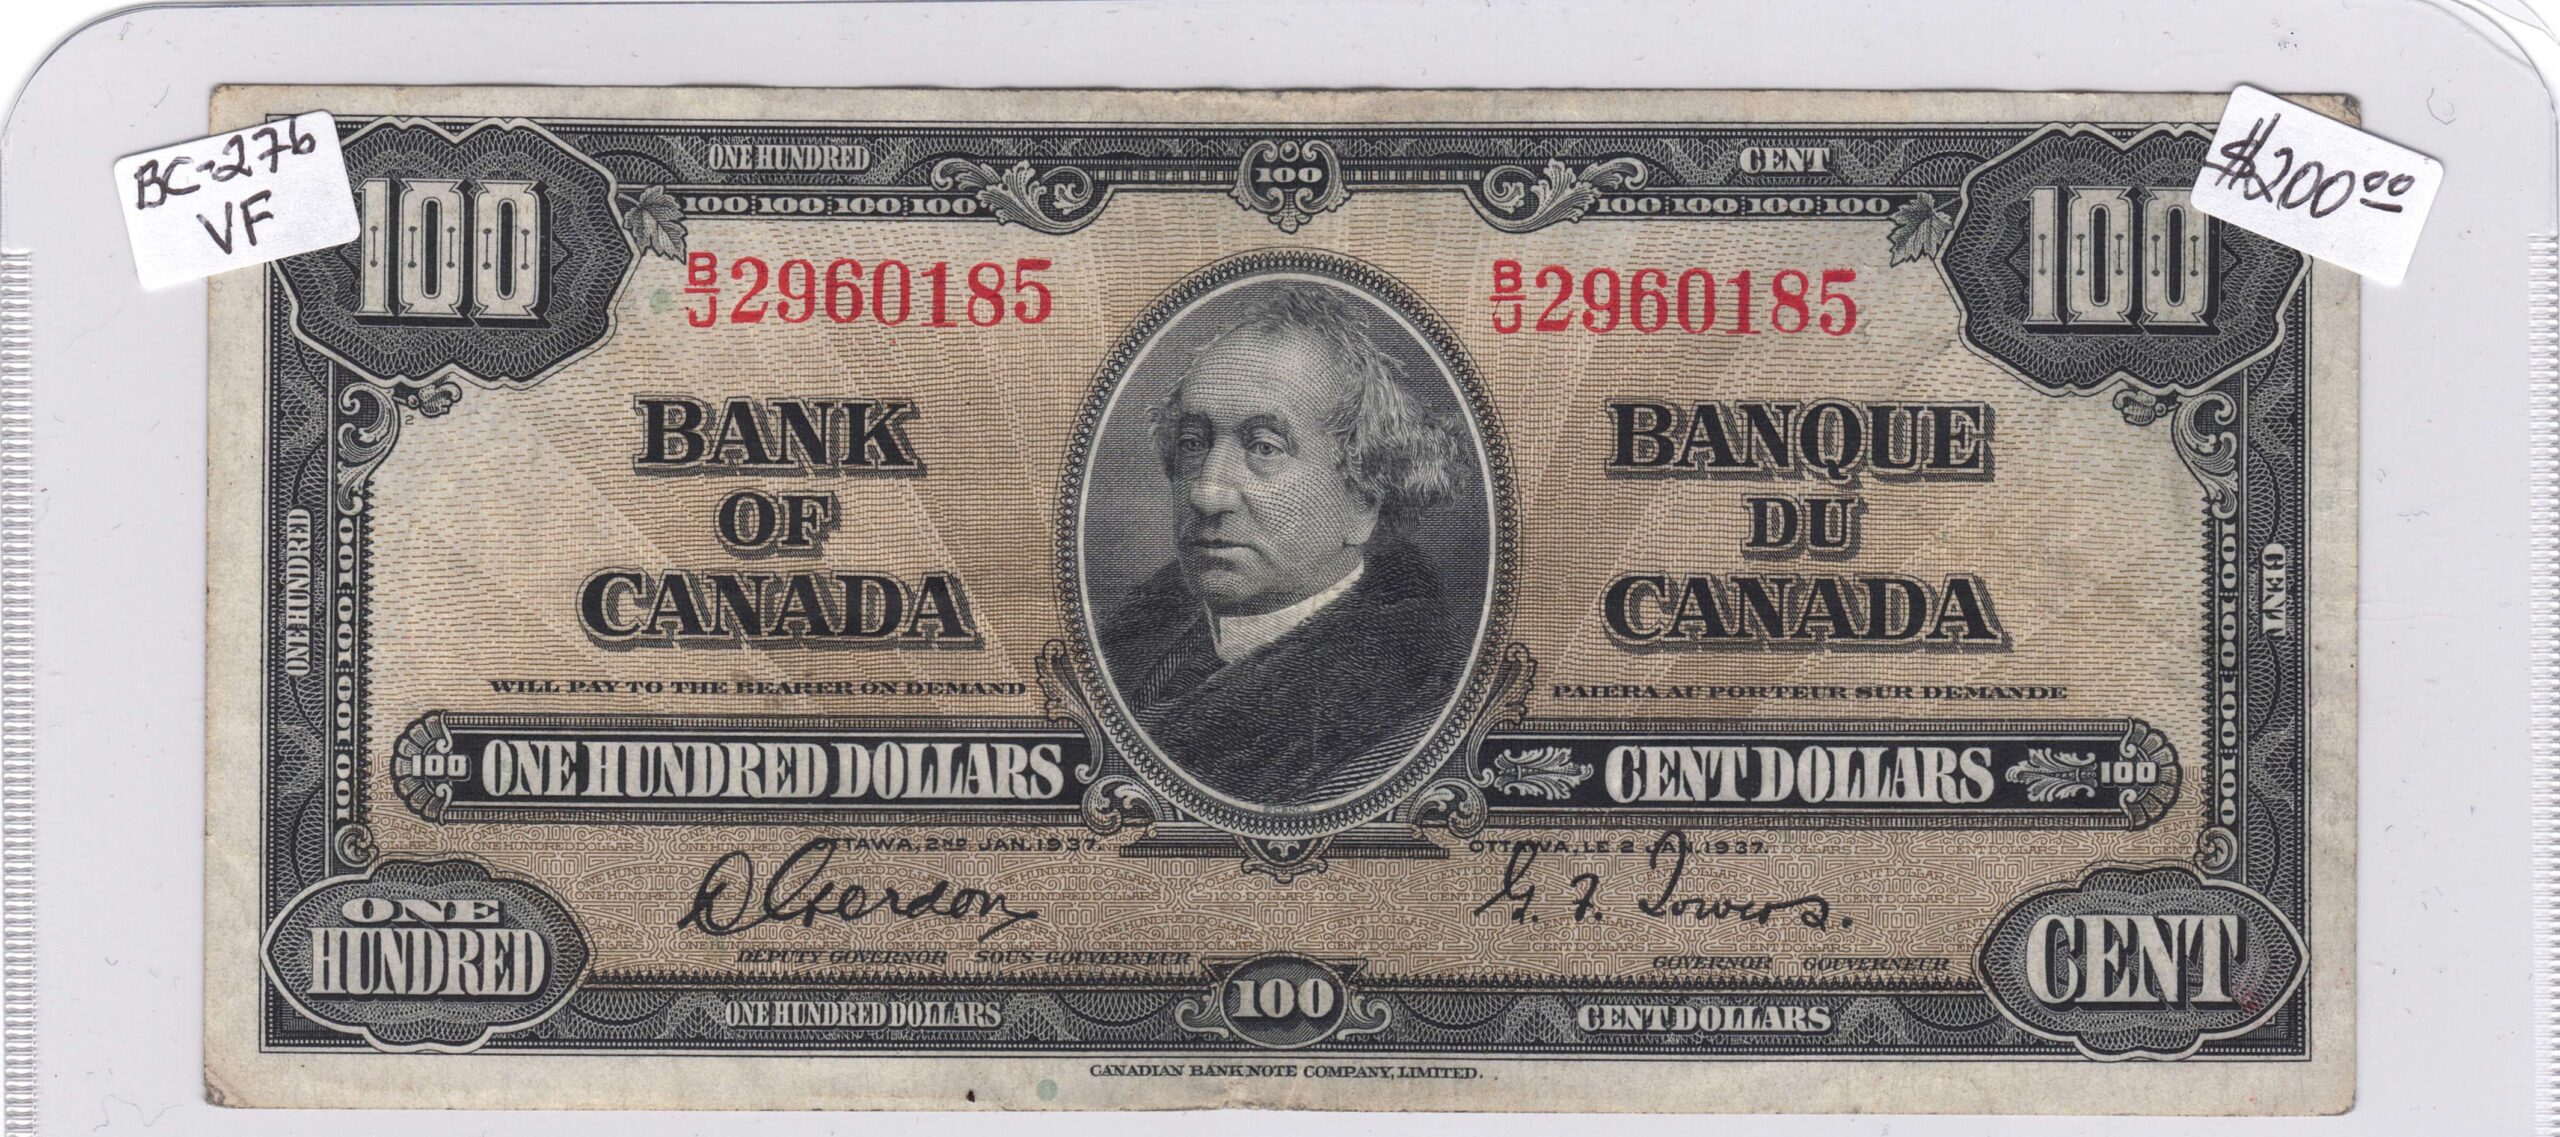 BC-27b
VF
$200.00
ONE HUNDRED
100
CENT
100 100 100 100 100
100 100 100 100 100
B/J 2960185
B/J 2960185
BANK
OF
CANADA
BANQUE
DU
CANADA
ONE HUNDRED
100 100 100 100
CENT
100 100 100 100
WILL PAY TO THE BEARER ON DEMAND
PAIERA AU PORTEUR SUR DEMANDE
100 ONE HUNDRED DOLLARS
CENT DOLLARS 100
OTTAWA, 2ND JAN. 1937.
OTTAWA, LE 2 JAN. 1937.
D Gordon
G. F. Towers.
DEPUTY GOVERNOR SOUS-GOUVERNEUR
GOVERNOR GOUVERNEUR
ONE
HUNDRED
CENT
ONE HUNDRED DOLLARS
100
CENT DOLLARS
CANADIAN BANK NOTE COMPANY, LIMITED.